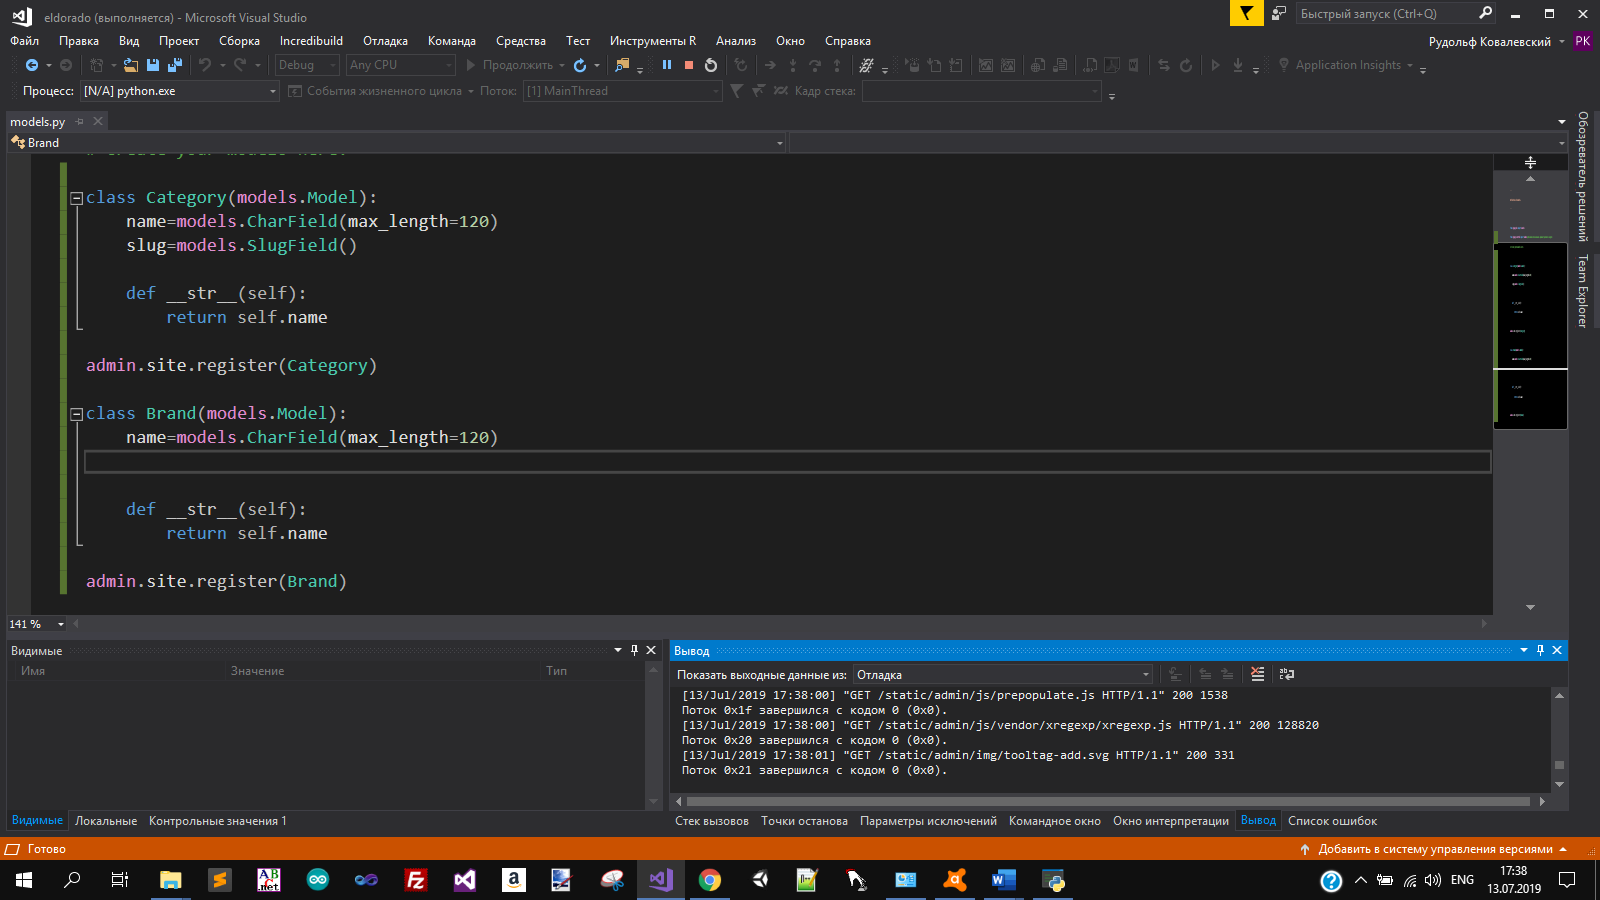 eldorado (выполняется) - Microsoft Visual Studio
Быстрый запуск (Ctrl+Q)
Файл Правка Вид Проект Сборка Incredibuild Отладка Команда Средства Тест Инструменты R Анализ Окно Справка
Рудольф Ковалевский РК
Debug Any CPU Продолжить Application Insights
Процесс: [N/A] python.exe События жизненного цикла Поток: [1] MainThread Кадр стека:
models.py
Brand
class Category(models.Model):
name=models.CharField(max_length=120)
slug=models.SlugField()
def __str__(self):
return self.name
admin.site.register(Category)
class Brand(models.Model):
name=models.CharField(max_length=120)
def __str__(self):
return self.name
admin.site.register(Brand)
Обозреватель решений
Team Explorer
141 %
Видимые
Имя Значение Тип
Видимые Локальные Контрольные значения 1
Вывод
Показать выходные данные из: Отладка
[13/Jul/2019 17:38:00] "GET /static/admin/js/prepopulate.js HTTP/1.1" 200 1538
Поток 0x1f завершился с кодом 0 (0x0).
[13/Jul/2019 17:38:00] "GET /static/admin/js/vendor/xregexp/xregexp.js HTTP/1.1" 200 128820
Поток 0x20 завершился с кодом 0 (0x0).
[13/Jul/2019 17:38:01] "GET /static/admin/img/tooltag-add.svg HTTP/1.1" 200 331
Поток 0x21 завершился с кодом 0 (0x0).
Стек вызовов Точки останова Параметры исключений Командное окно Окно интерпретации Вывод Список ошибок
Готово
Добавить в систему управления версиями
ENG
17:38
13.07.2019